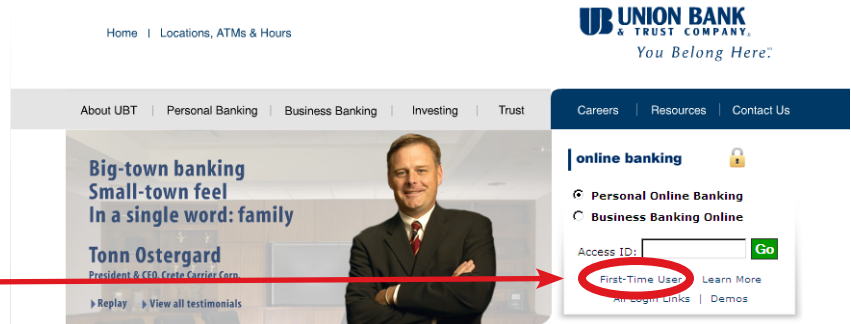 UNION BANK
& TRUST COMPANY®
You Belong Here.℠
Home | Locations, ATMs & Hours
About UBT | Personal Banking | Business Banking | Investing | Trust
Careers | Resources | Contact Us
Big-town banking
Small-town feel
In a single word: family
Tonn Ostergard
President & CEO, Crete Carrier Corp.
Replay View all testimonials
online banking
Personal Online Banking
Business Banking Online
Access ID: Go
First-Time User Learn More
All Login Links | Demos